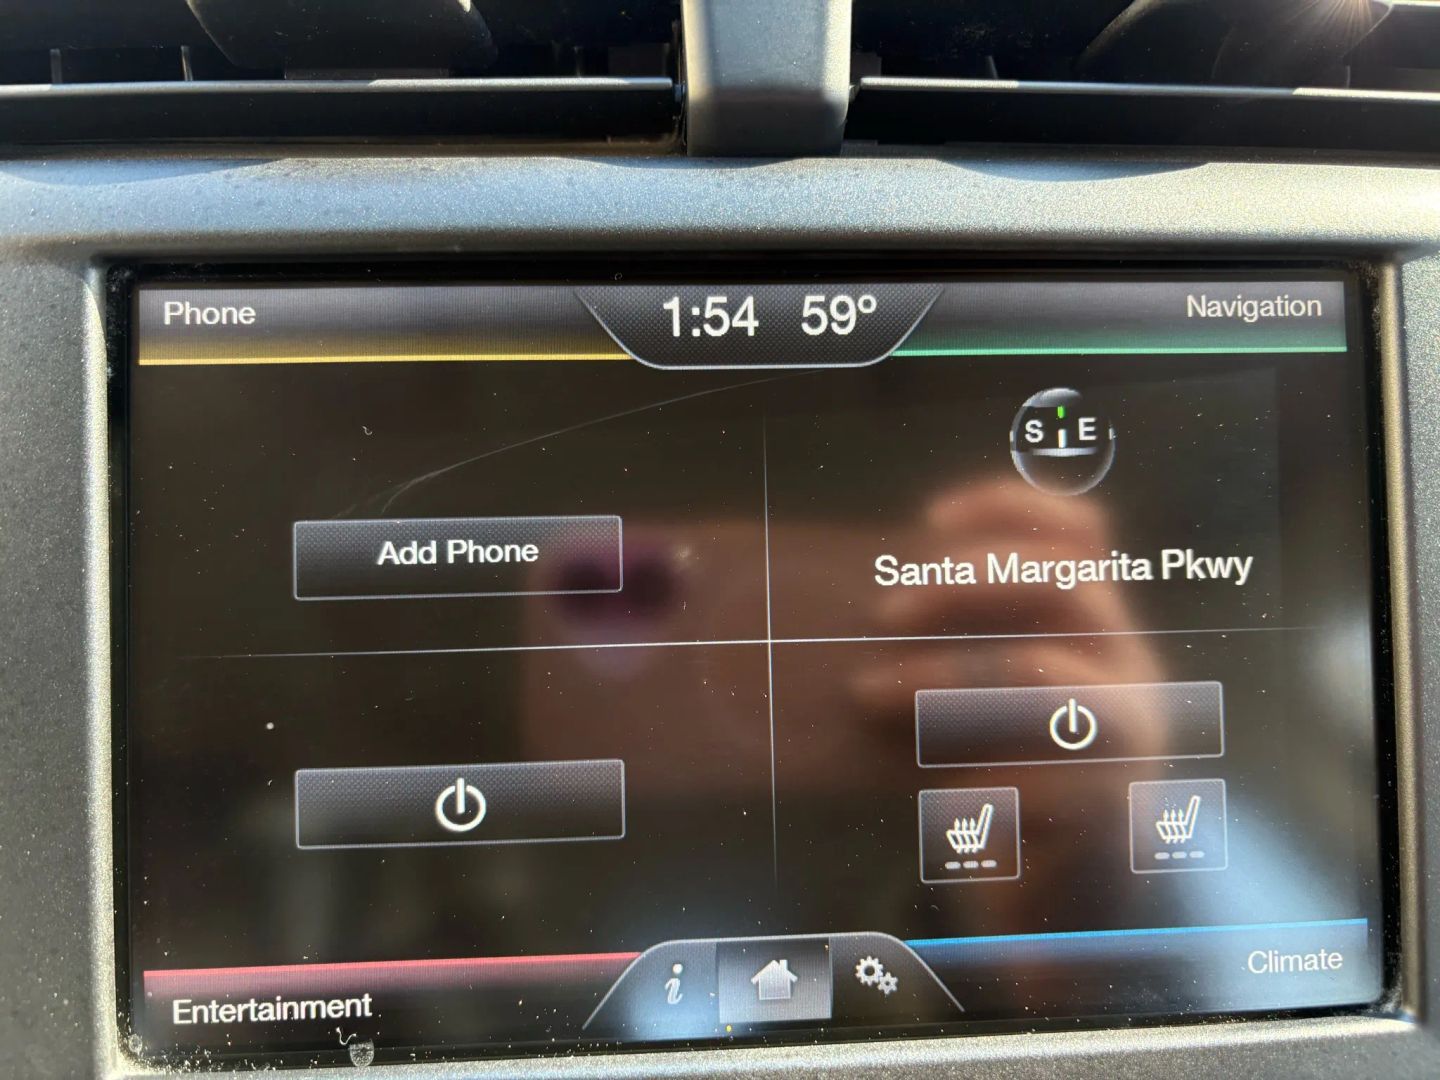 Phone
1:54 59°
Navigation
S E
Add Phone
Santa Margarita Pkwy
Entertainment
i
Climate